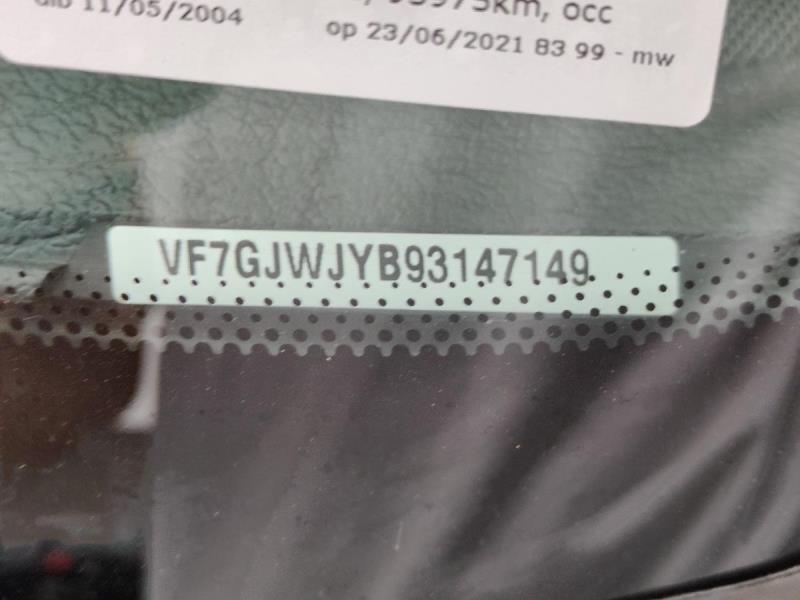 km, occ
11/05/2004
op 23/06/2021 83 99 - mw
VF7GJWJYB93147149